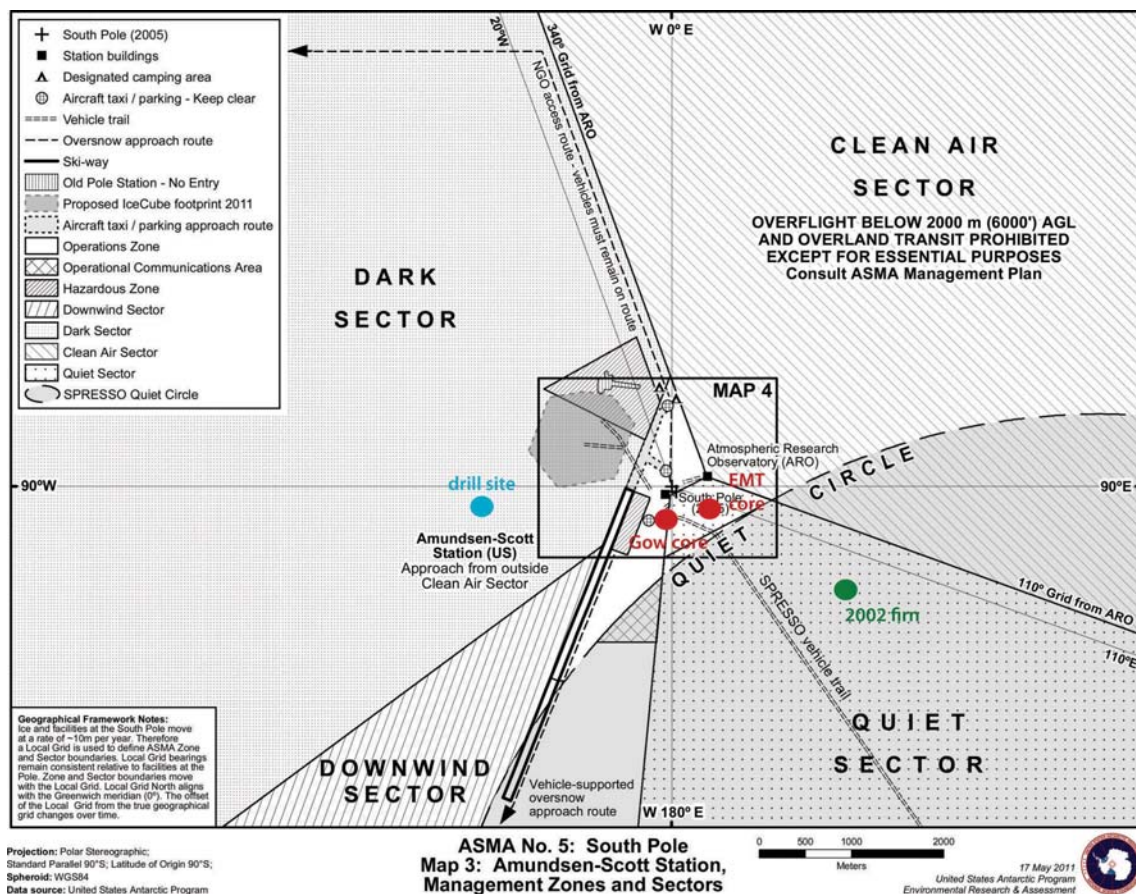 South Pole (2005)
Station buildings
Designated camping area
Aircraft taxi / parking - Keep clear
Vehicle trail
Oversnow approach route
Ski-way
Old Pole Station - No Entry
Proposed IceCube footprint 2011
Aircraft taxi / parking approach route
Operations Zone
Operational Communications Area
Hazardous Zone
Downwind Sector
Dark Sector
Clean Air Sector
Quiet Sector
SPRESSO Quiet Circle
20°W
340° Grid from ARO
W 0° E
NGO access route - vehicles must remain on route
CLEAN AIR
SECTOR
OVERFLIGHT BELOW 2000 m (6000') AGL
AND OVERLAND TRANSIT PROHIBITED
EXCEPT FOR ESSENTIAL PURPOSES
Consult ASMA Management Plan
DARK
SECTOR
MAP 4
Atmospheric Research
Observatory (ARO)
90°W
90°E
drill site
EMT
core
South Pole
Gow core
QUIET CIRCLE
Amundsen-Scott
Station (US)
Approach from outside
Clean Air Sector
2002 firn
110° Grid from ARO
110°E
SPRESSO vehicle trail
QUIET
SECTOR
Geographical Framework Notes:
Ice and facilities at the South Pole move
at a rate of ~10m per year. Therefore
a Local Grid is used to define ASMA Zone
and Sector boundaries. Local Grid bearings
remain consistent relative to facilities at the
Pole. Zone and Sector boundaries move
with the Local Grid. Local Grid North aligns
with the Greenwich meridian (0°). The offset
of the Local Grid from the true geographical
grid changes over time.
DOWNWIND
SECTOR
Vehicle-supported
oversnow
approach route
W 180° E
Projection: Polar Stereographic;
Standard Parallel 90°S; Latitude of Origin 90°S;
Spheroid: WGS84
Data source: United States Antarctic Program
ASMA No. 5: South Pole
Map 3: Amundsen-Scott Station,
Management Zones and Sectors
0 500 1000 2000
Meters
17 May 2011
United States Antarctic Program
Environmental Research & Assessment